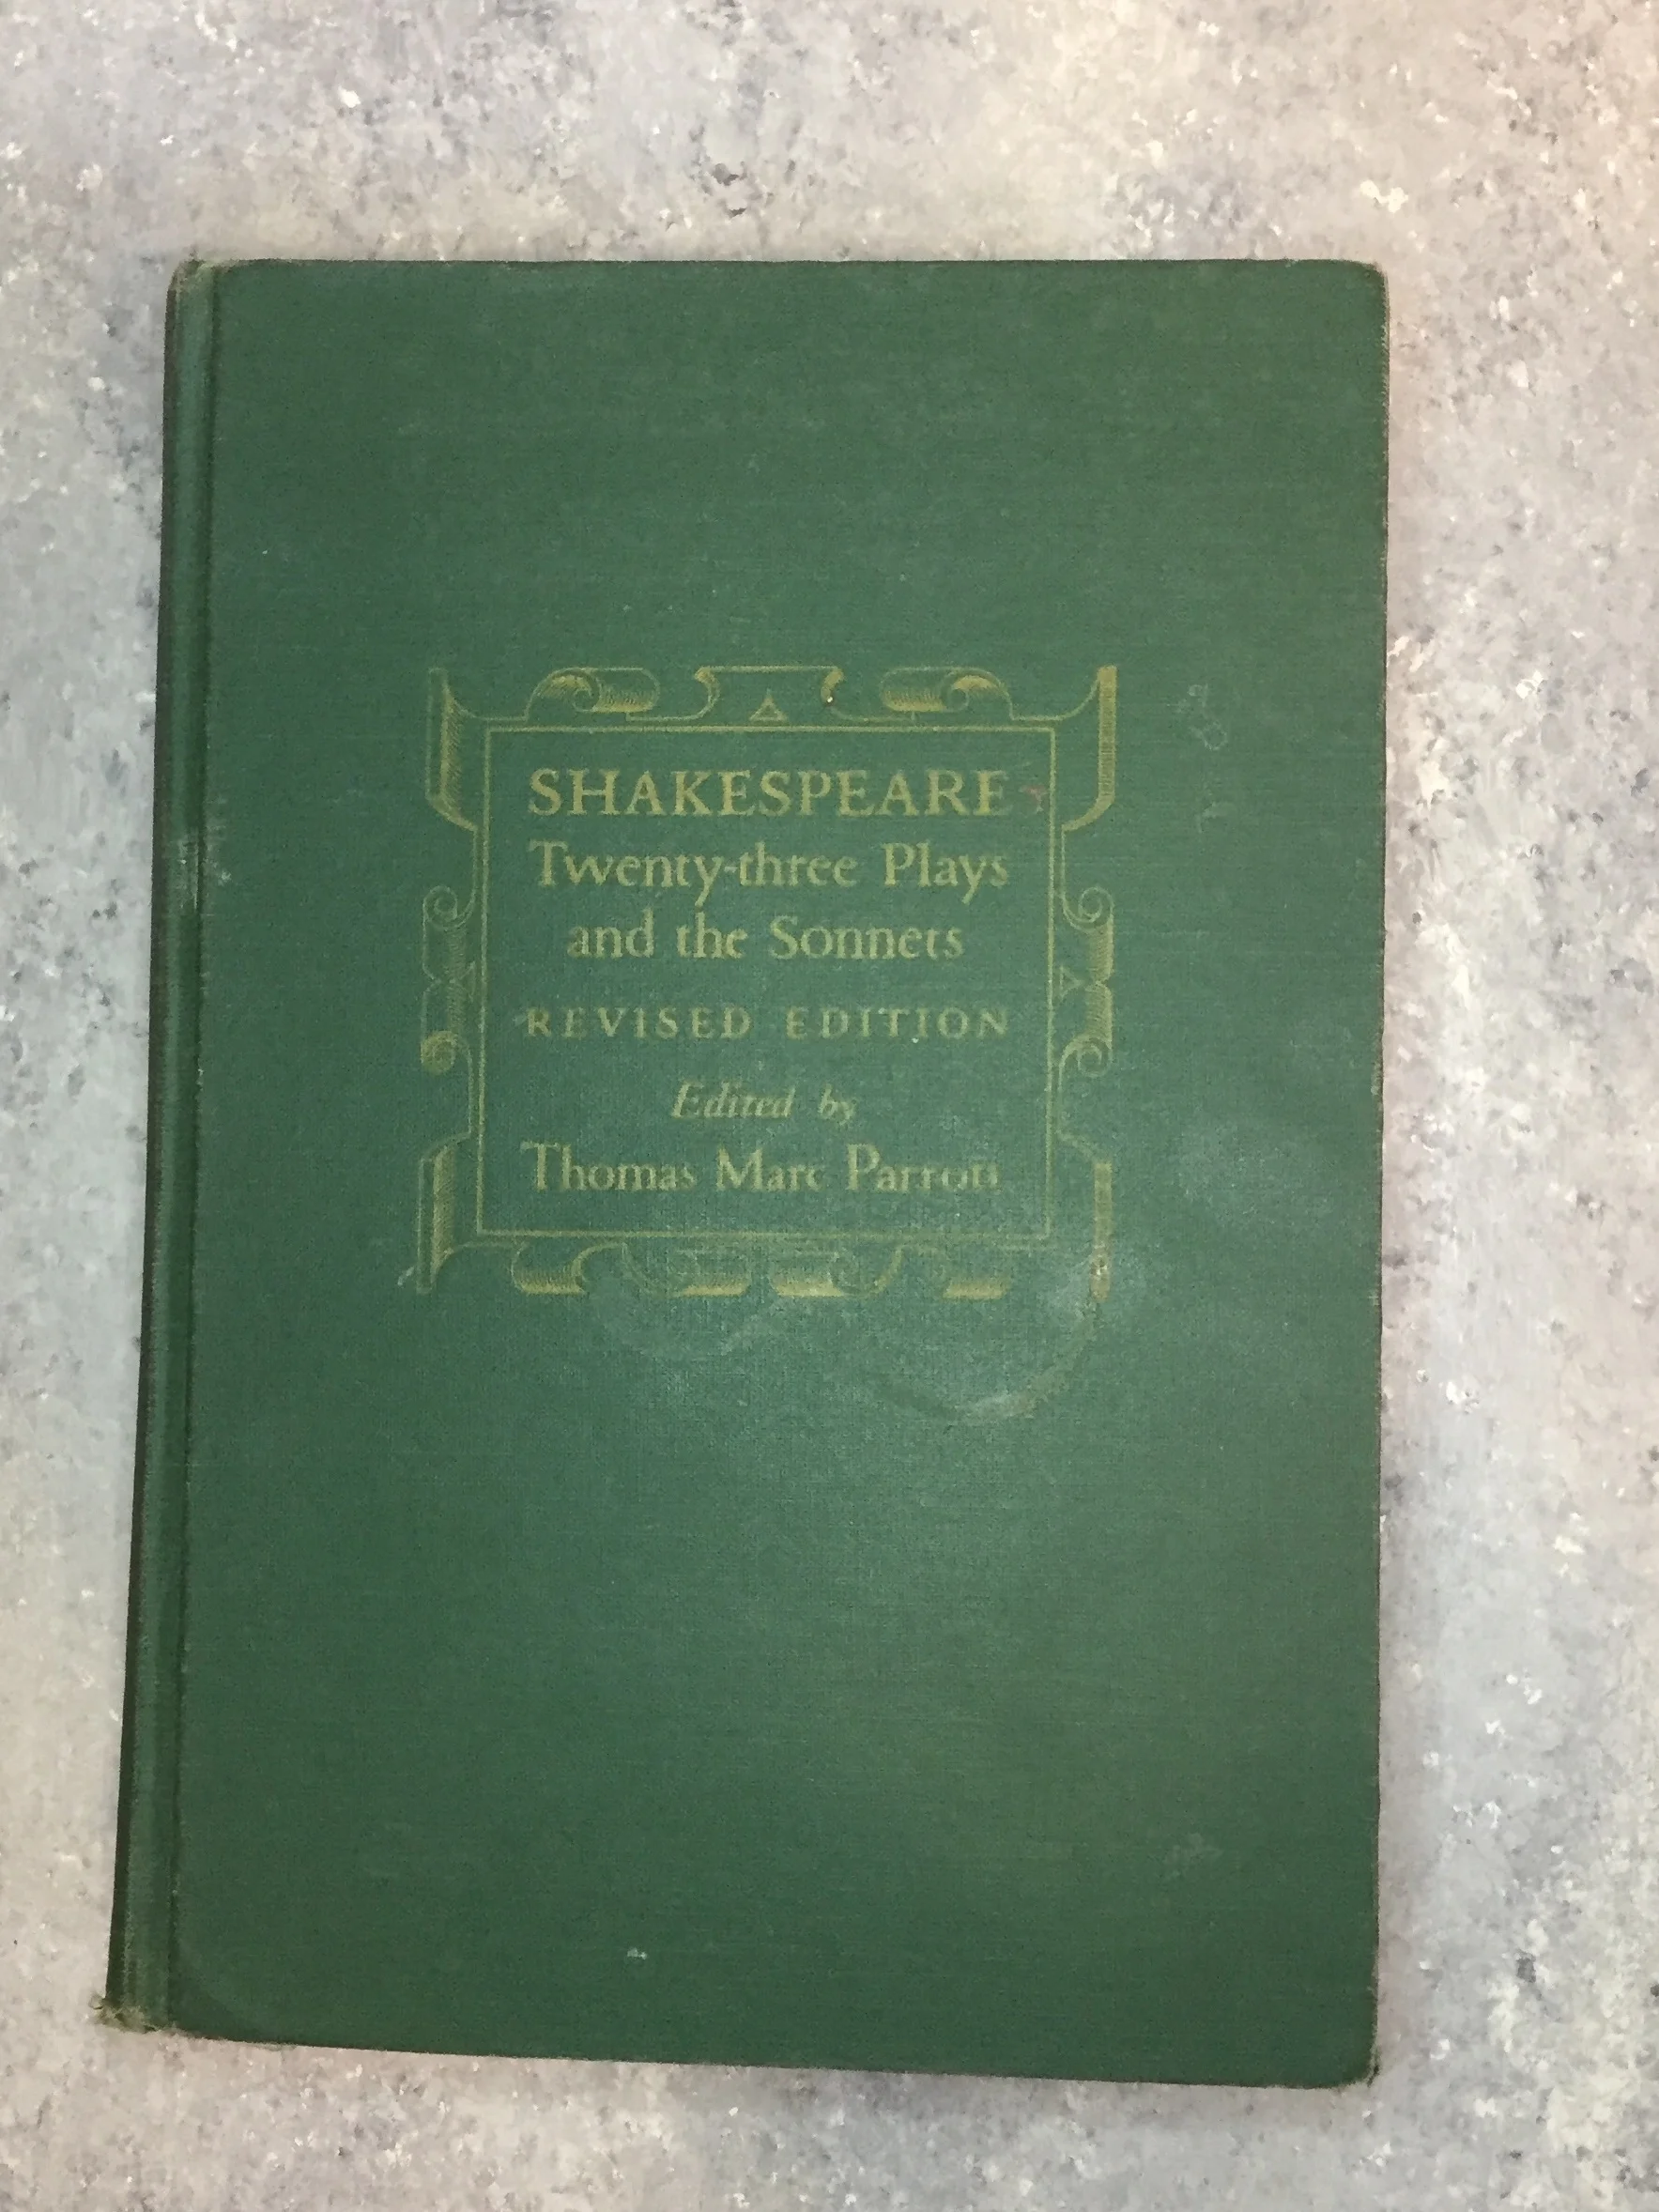 SHAKESPEARE
Twenty-three Plays
and the Sonnets
REVISED EDITION
Edited by
Thomas Marc Parrott